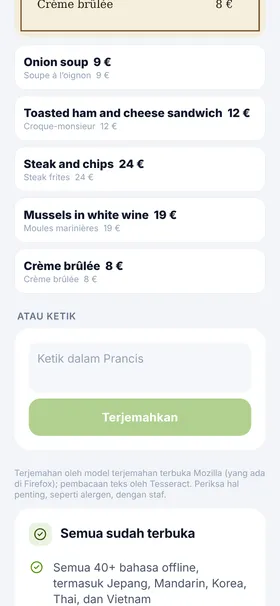 Crème brûlée 8 €
Onion soup 9 €
Soupe à l'oignon 9 €
Toasted ham and cheese sandwich 12 €
Croque-monsieur 12 €
Steak and chips 24 €
Steak frites 24 €
Mussels in white wine 19 €
Moules marinières 19 €
Crème brûlée 8 €
Crème brûlée 8 €
ATAU KETIK
Ketik dalam Prancis
Terjemahkan
Terjemahan oleh model terjemahan terbuka Mozilla (yang ada
di Firefox); pembacaan teks oleh Tesseract. Periksa hal
penting, seperti alergen, dengan staf.
Semua sudah terbuka
Semua 40+ bahasa offline,
termasuk Jepang, Mandarin, Korea,
Thai, dan Vietnam